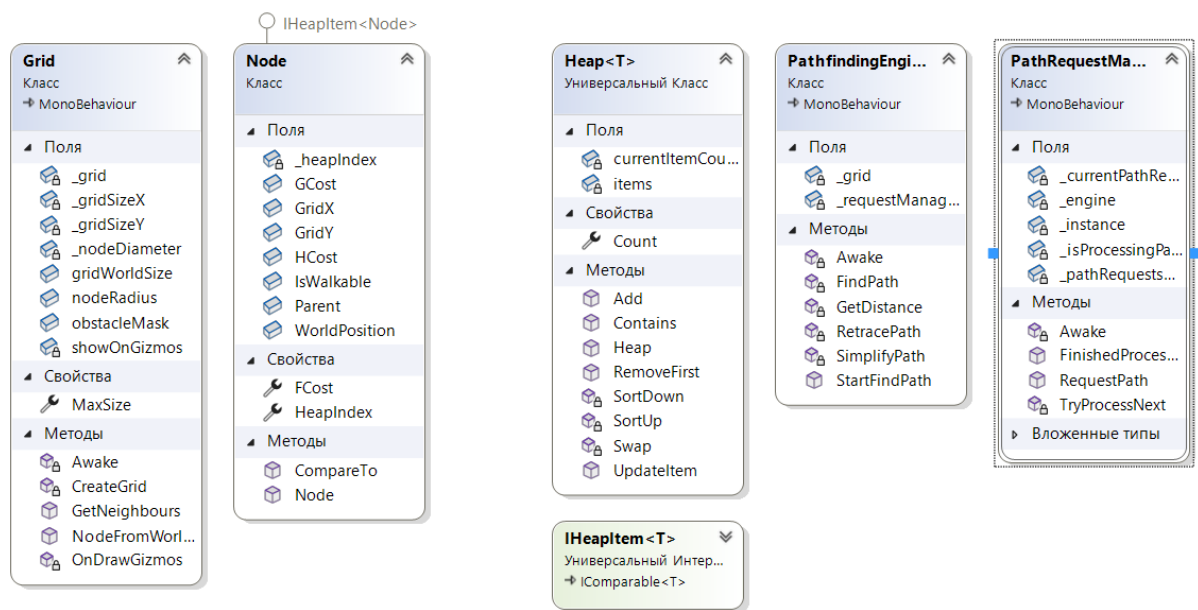 IHeapItem<Node>
Grid
Класс
MonoBehaviour
Поля
_grid
_gridSizeX
_gridSizeY
_nodeDiameter
gridWorldSize
nodeRadius
obstacleMask
showOnGizmos
Свойства
MaxSize
Методы
Awake
CreateGrid
GetNeighbours
NodeFromWorl...
OnDrawGizmos
Node
Класс
Поля
_heapIndex
GCost
GridX
GridY
HCost
IsWalkable
Parent
WorldPosition
Свойства
FCost
HeapIndex
Методы
CompareTo
Node
Heap<T>
Универсальный Класс
Поля
currentItemCou...
items
Свойства
Count
Методы
Add
Contains
Heap
RemoveFirst
SortDown
SortUp
Swap
UpdateItem
IHeapItem<T>
Универсальный Интер...
IComparable<T>
PathfindingEngi...
Класс
MonoBehaviour
Поля
_grid
_requestManag...
Методы
Awake
FindPath
GetDistance
RetracePath
SimplifyPath
StartFindPath
PathRequestMa...
Класс
MonoBehaviour
Поля
_currentPathRe...
_engine
_instance
_isProcessingPa...
_pathRequests...
Методы
Awake
FinishedProces...
RequestPath
TryProcessNext
Вложенные типы